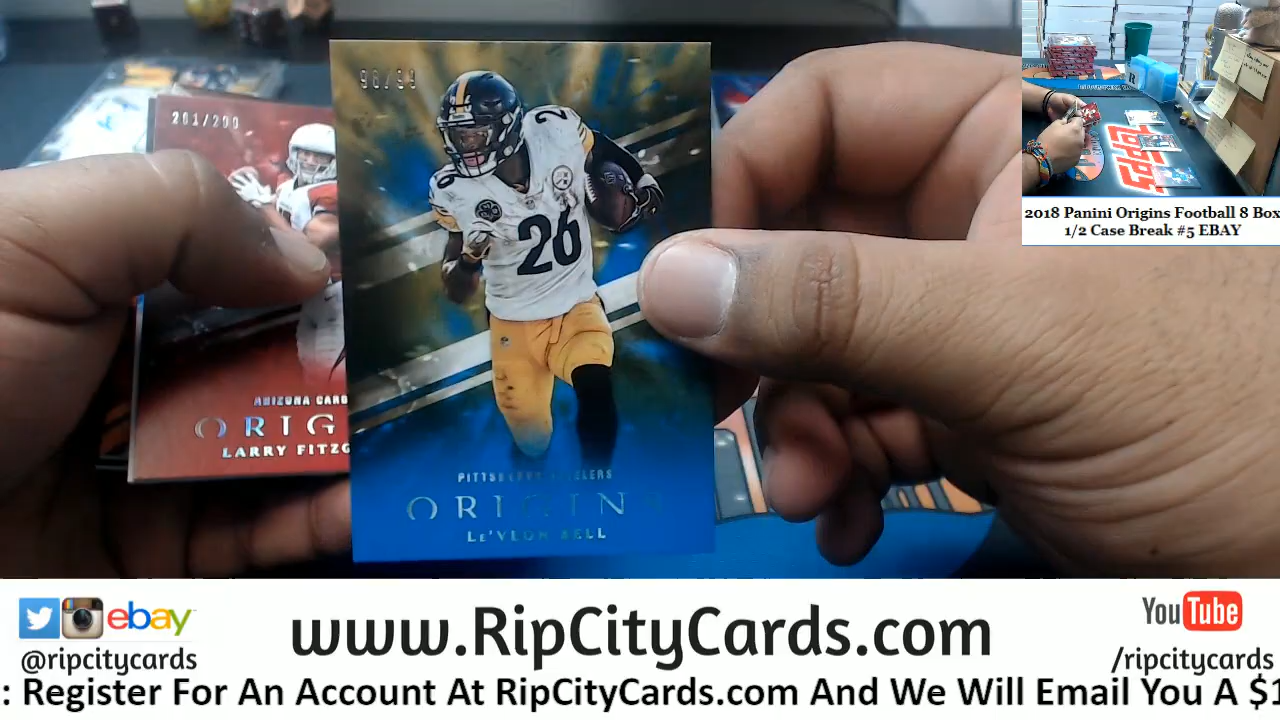 98/99
26
PITTSBURGH STEELERS
ORIGINS
LE'VEON BELL
ARIZONA CARD
ORIG
LARRY FITZG
2018 Panini Origins Football 8 Box
1/2 Case Break #5 EBAY
ebay
@ripcitycards
www.RipCityCards.com
YouTube
/ripcitycards
: Register For An Account At RipCityCards.com And We Will Email You A $1